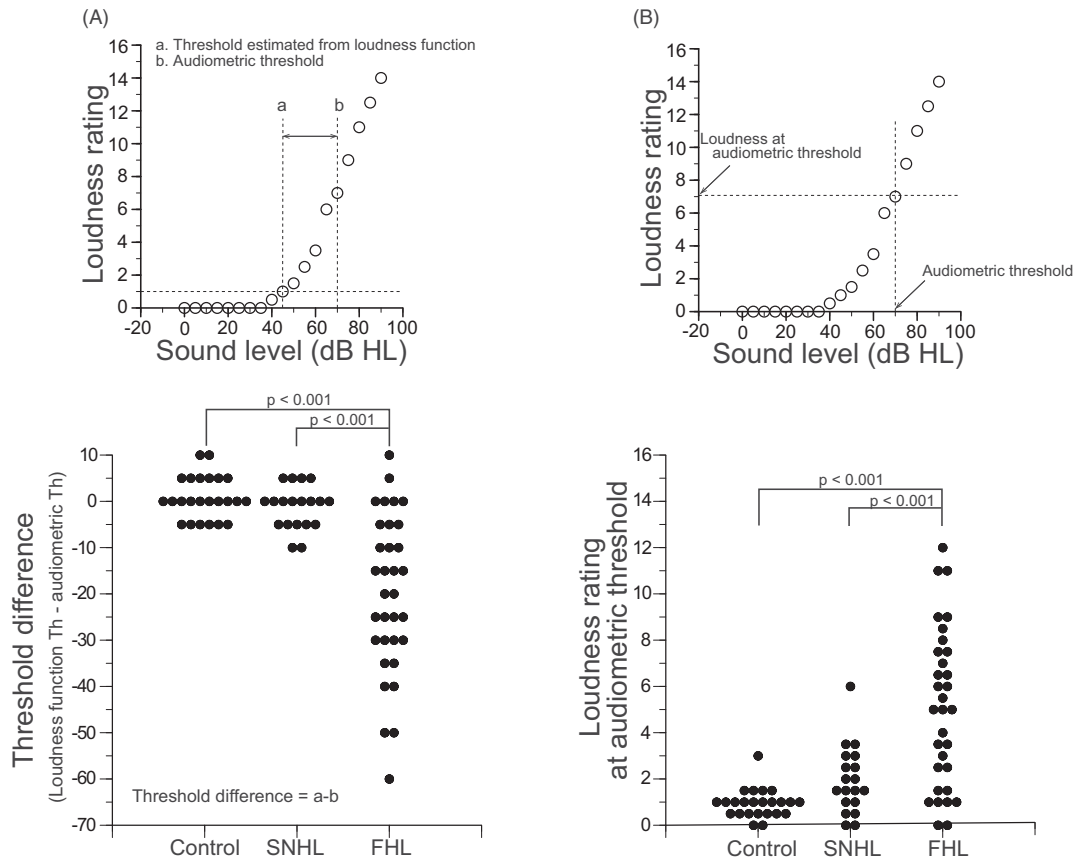 (A)
a. Threshold estimated from loudness function
b. Audiometric threshold
a
b
Loudness rating
16
14
12
10
8
6
4
2
0
-20 0 20 40 60 80 100
Sound level (dB HL)
(B)
Loudness rating
16
14
12
10
8
6
4
2
0
Loudness at
audiometric threshold
Audiometric threshold
-20 0 20 40 60 80 100
Sound level (dB HL)
p < 0.001
p < 0.001
Threshold difference
(Loudness function Th - audiometric Th)
10
0
-10
-20
-30
-40
-50
-60
-70
Threshold difference = a-b
Control SNHL FHL
p < 0.001
p < 0.001
Loudness rating
at audiometric threshold
16
14
12
10
8
6
4
2
0
Control SNHL FHL